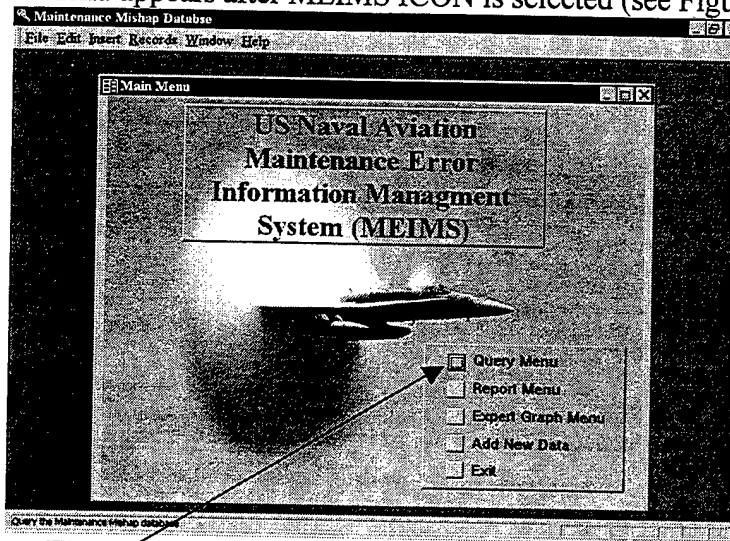 appears after MEIMS ICON is selected (see Figu
Maintenance Mishap Databse
File Edit Insert Records Window Help
Main Menu
US Naval Aviation
Maintenance Error
Information Managment
System (MEIMS)
Query Menu
Report Menu
Expert Graph Menu
Add New Data
Exit
Query the Maintenance Mishap database